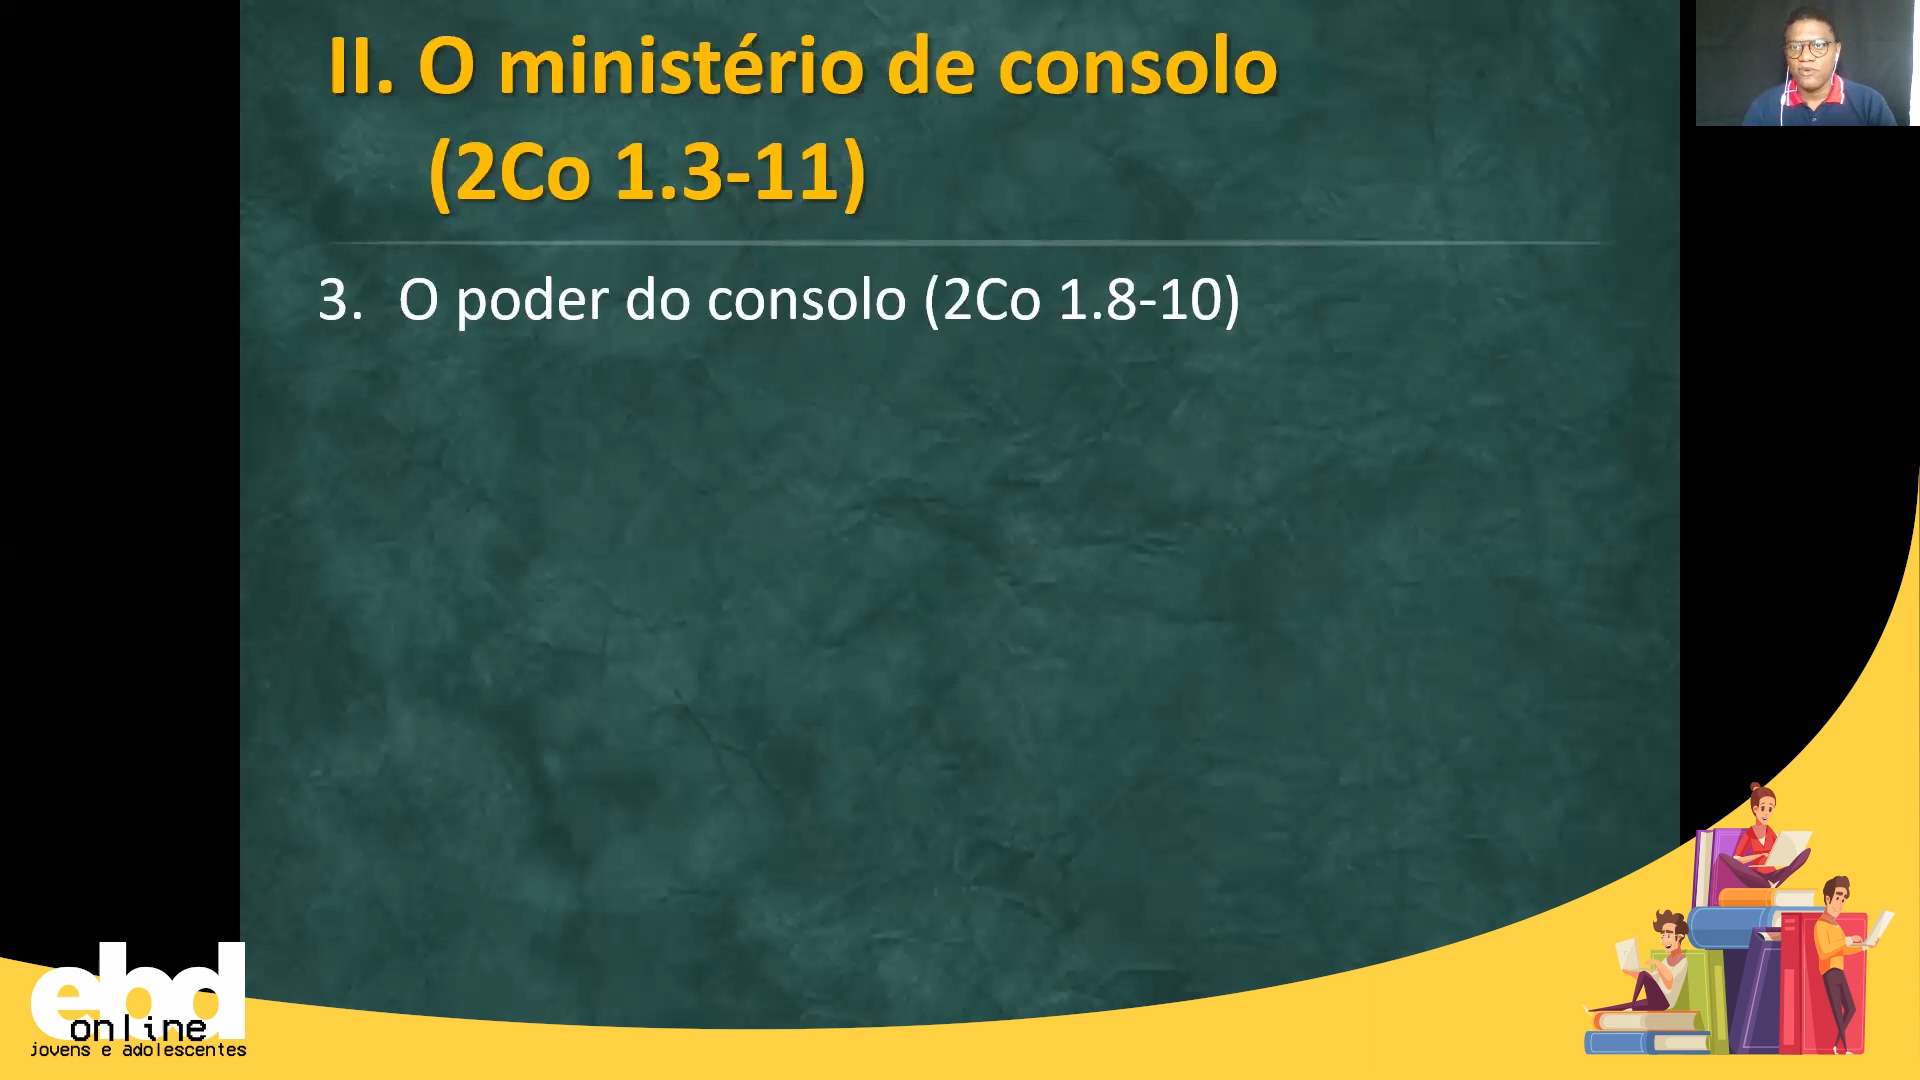 II. O ministério de consolo
(2Co 1.3-11)
3. O poder do consolo (2Co 1.8-10)
ebd
online
jovens e adolescentes